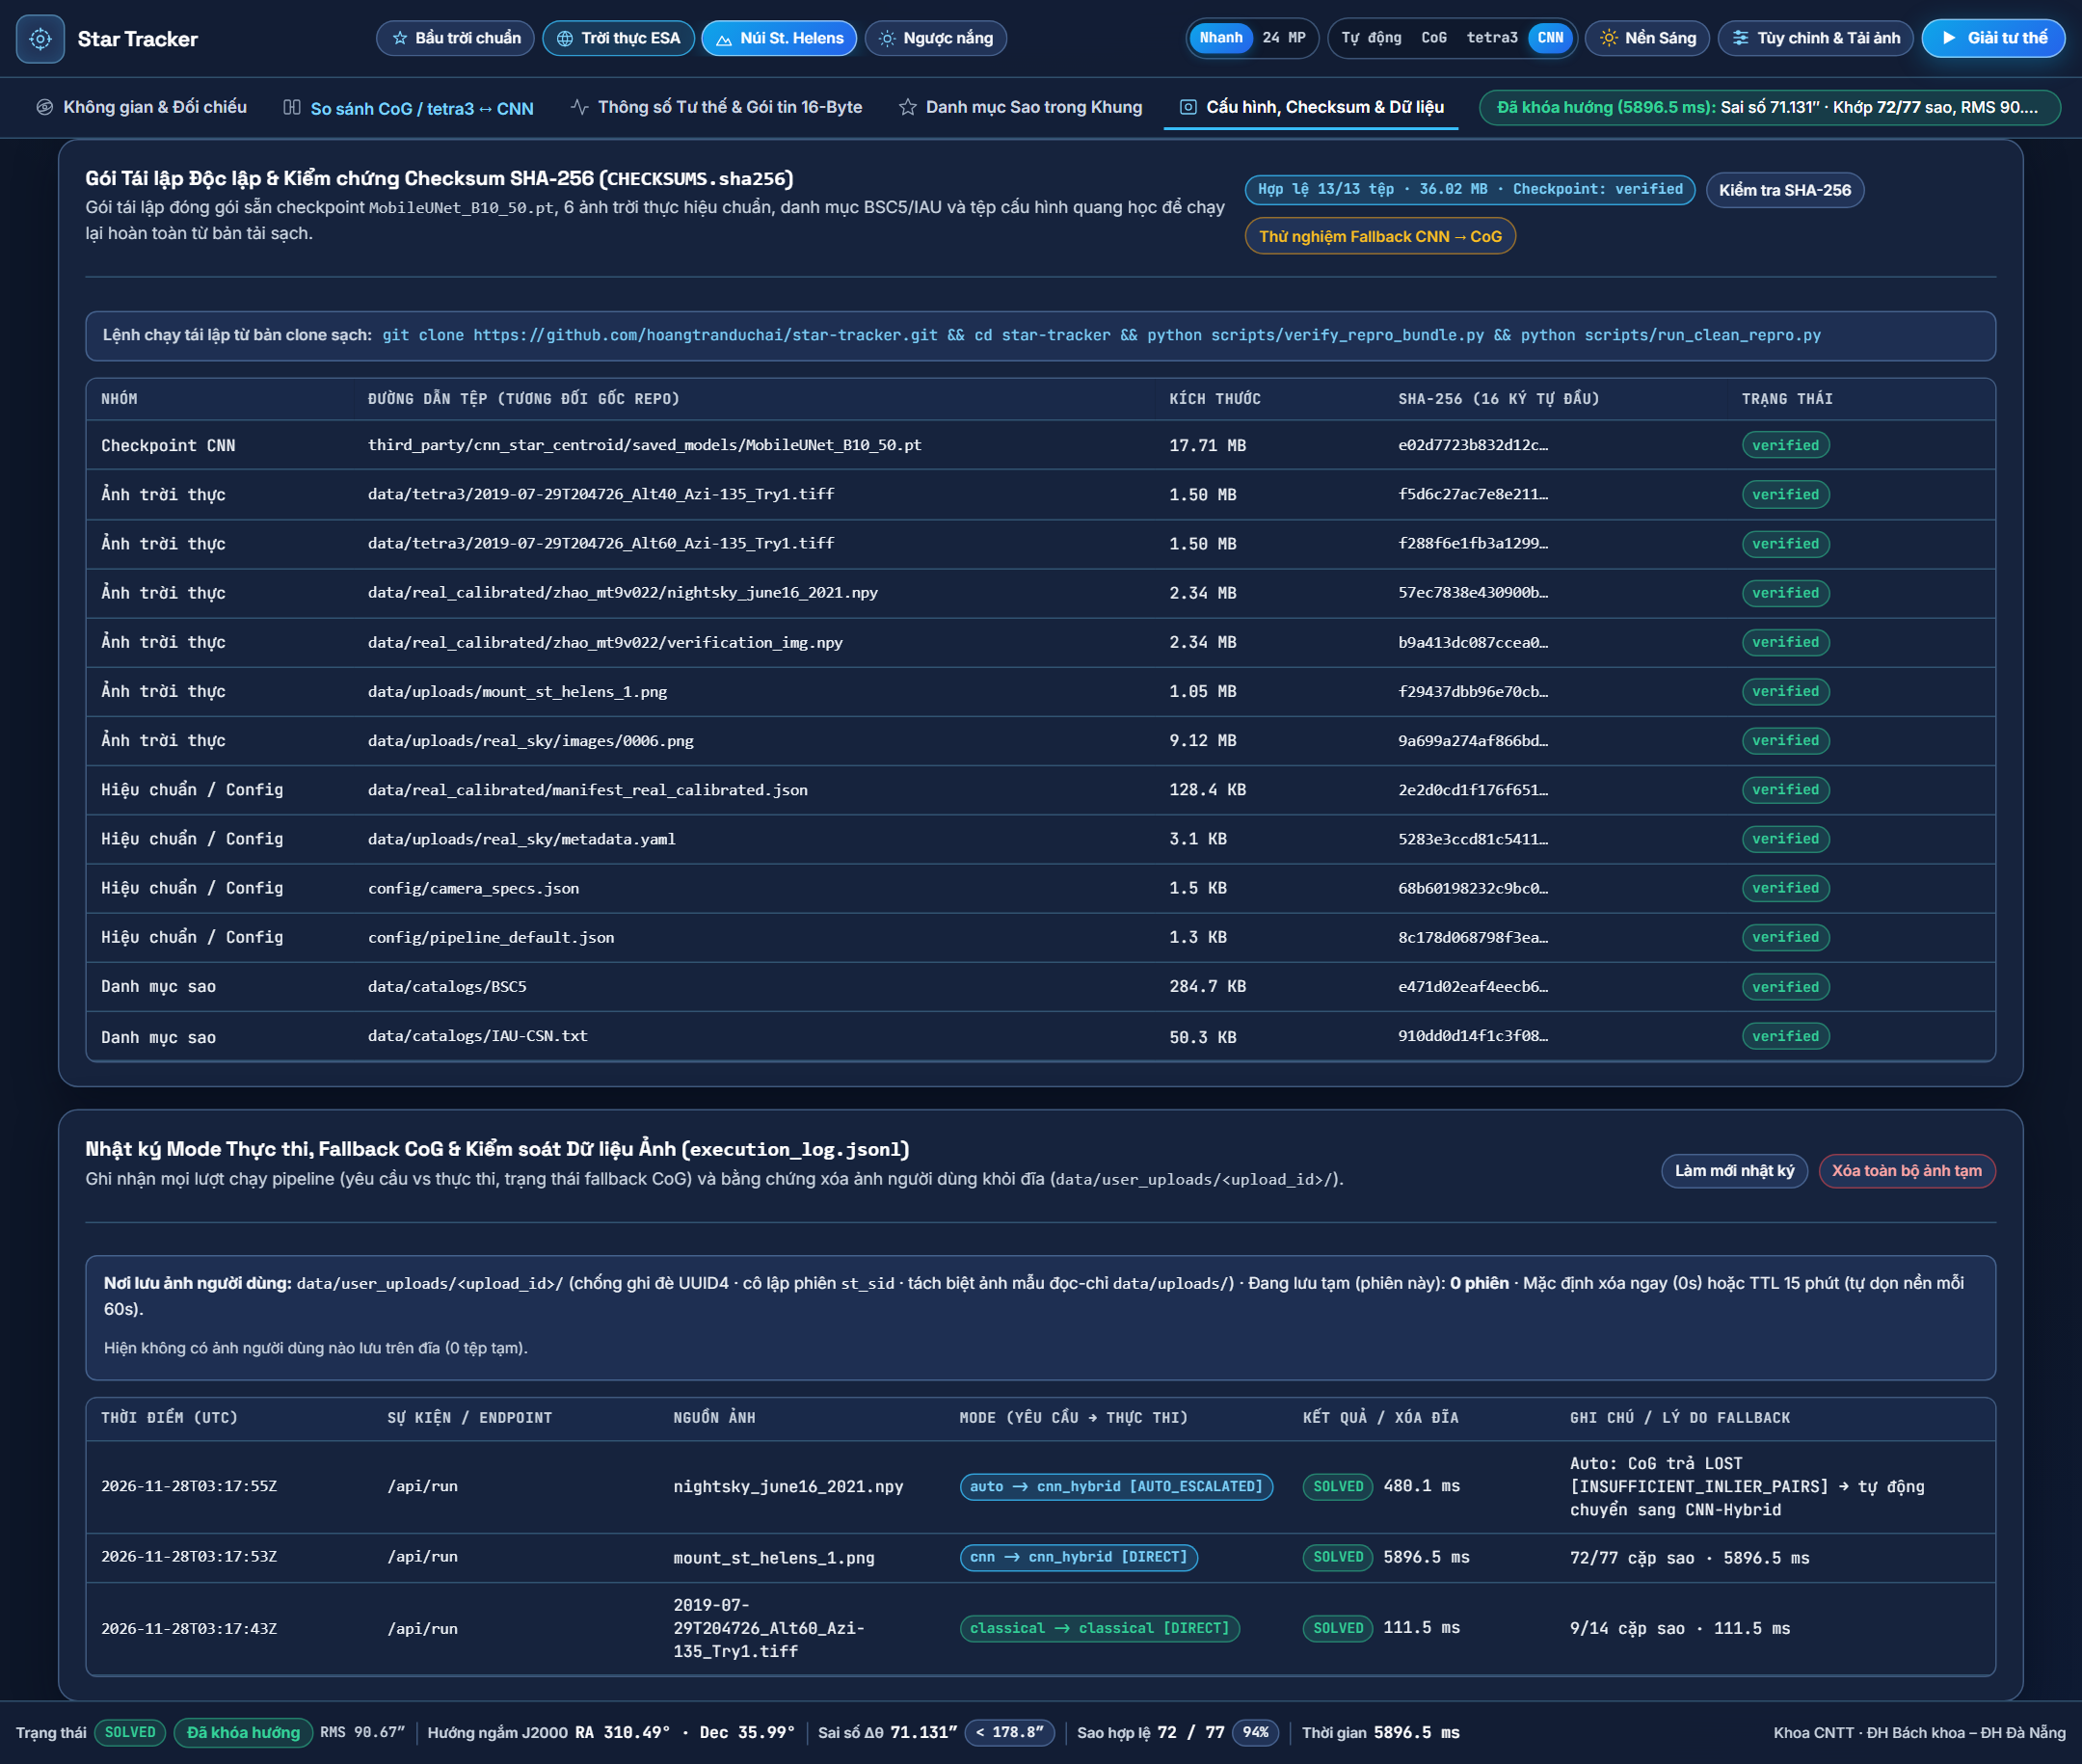 Star Tracker
Bầu trời chuẩn
Trời thực ESA
Núi St. Helens
Ngược nắng
Nhanh 24 MP
Tự động CoG tetra3 CNN
Nền Sáng
Tùy chỉnh & Tải ảnh
Giải tư thế
Không gian & Đối chiếu
So sánh CoG / tetra3 ↔ CNN
Thông số Tư thế & Gói tin 16-Byte
Danh mục Sao trong Khung
Cấu hình, Checksum & Dữ liệu
Đã khóa hướng (5896.5 ms): Sai số 71.131″ · Khớp 72/77 sao, RMS 90....
Gói Tái lập Độc lập & Kiểm chứng Checksum SHA-256 (CHECKSUMS.sha256)
Gói tái lập đóng gói sẵn checkpoint MobileUNet_B10_50.pt, 6 ảnh trời thực hiệu chuẩn, danh mục BSC5/IAU và tệp cấu hình quang học để chạy
lại hoàn toàn từ bản tải sạch.
Hợp lệ 13/13 tệp · 36.02 MB · Checkpoint: verified
Kiểm tra SHA-256
Thử nghiệm Fallback CNN → CoG
Lệnh chạy tái lập từ bản clone sạch: git clone https://github.com/hoangtranduchai/star-tracker.git && cd star-tracker && python scripts/verify_repro_bundle.py && python scripts/run_clean_repro.py
NHÓM ĐƯỜNG DẪN TỆP (TƯƠNG ĐỐI GỐC REPO) KÍCH THƯỚC SHA-256 (16 KÝ TỰ ĐẦU) TRẠNG THÁI
Checkpoint CNN third_party/cnn_star_centroid/saved_models/MobileUNet_B10_50.pt 17.71 MB e02d7723b832d12c… verified
Ảnh trời thực data/tetra3/2019-07-29T204726_Alt40_Azi-135_Try1.tiff 1.50 MB f5d6c27ac7e8e211… verified
Ảnh trời thực data/tetra3/2019-07-29T204726_Alt60_Azi-135_Try1.tiff 1.50 MB f288f6e1fb3a1299… verified
Ảnh trời thực data/real_calibrated/zhao_mt9v022/nightsky_june16_2021.npy 2.34 MB 57ec7838e430900b… verified
Ảnh trời thực data/real_calibrated/zhao_mt9v022/verification_img.npy 2.34 MB b9a413dc087ccea0… verified
Ảnh trời thực data/uploads/mount_st_helens_1.png 1.05 MB f29437dbb96e70cb… verified
Ảnh trời thực data/uploads/real_sky/images/0006.png 9.12 MB 9a699a274af866bd… verified
Hiệu chuẩn / Config data/real_calibrated/manifest_real_calibrated.json 128.4 KB 2e2d0cd1f176f651… verified
Hiệu chuẩn / Config data/uploads/real_sky/metadata.yaml 3.1 KB 5283e3ccd81c5411… verified
Hiệu chuẩn / Config config/camera_specs.json 1.5 KB 68b60198232c9bc0… verified
Hiệu chuẩn / Config config/pipeline_default.json 1.3 KB 8c178d068798f3ea… verified
Danh mục sao data/catalogs/BSC5 284.7 KB e471d02eaf4eecb6… verified
Danh mục sao data/catalogs/IAU-CSN.txt 50.3 KB 910dd0d14f1c3f08… verified
Nhật ký Mode Thực thi, Fallback CoG & Kiểm soát Dữ liệu Ảnh (execution_log.jsonl)
Ghi nhận mọi lượt chạy pipeline (yêu cầu vs thực thi, trạng thái fallback CoG) và bằng chứng xóa ảnh người dùng khỏi đĩa (data/user_uploads/<upload_id>/).
Làm mới nhật ký
Xóa toàn bộ ảnh tạm
Nơi lưu ảnh người dùng: data/user_uploads/<upload_id>/ (chống ghi đè UUID4 · cô lập phiên st_sid · tách biệt ảnh mẫu đọc-chỉ data/uploads/) · Đang lưu tạm (phiên này): 0 phiên · Mặc định xóa ngay (0s) hoặc TTL 15 phút (tự dọn nền mỗi
60s).
Hiện không có ảnh người dùng nào lưu trên đĩa (0 tệp tạm).
THỜI ĐIỂM (UTC) SỰ KIỆN / ENDPOINT NGUỒN ẢNH MODE (YÊU CẦU → THỰC THI) KẾT QUẢ / XÓA ĐĨA GHI CHÚ / LÝ DO FALLBACK
2026-11-28T03:17:55Z /api/run nightsky_june16_2021.npy auto → cnn_hybrid [AUTO_ESCALATED] SOLVED 480.1 ms
Auto: CoG trả LOST
[INSUFFICIENT_INLIER_PAIRS] → tự động
chuyển sang CNN-Hybrid
2026-11-28T03:17:53Z /api/run mount_st_helens_1.png cnn → cnn_hybrid [DIRECT] SOLVED 5896.5 ms 72/77 cặp sao · 5896.5 ms
2026-11-28T03:17:43Z /api/run
2019-07-
29T204726_Alt60_Azi-
135_Try1.tiff
classical → classical [DIRECT] SOLVED 111.5 ms 9/14 cặp sao · 111.5 ms
Trạng thái SOLVED Đã khóa hướng RMS 90.67″ Hướng ngắm J2000 RA 310.49° · Dec 35.99° Sai số Δθ 71.131″ < 178.8″ Sao hợp lệ 72 / 77 94% Thời gian 5896.5 ms Khoa CNTT · ĐH Bách khoa – ĐH Đà Nẵng